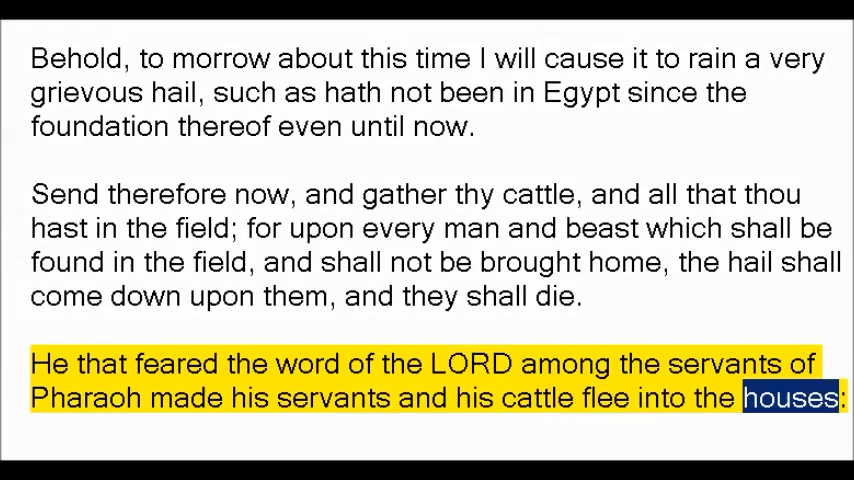 Behold, to morrow about this time I will cause it to rain a very
grievous hail, such as hath not been in Egypt since the
foundation thereof even until now.
Send therefore now, and gather thy cattle, and all that thou
hast in the field; for upon every man and beast which shall be
found in the field, and shall not be brought home, the hail shall
come down upon them, and they shall die.
He that feared the word of the LORD among the servants of
Pharaoh made his servants and his cattle flee into the houses: